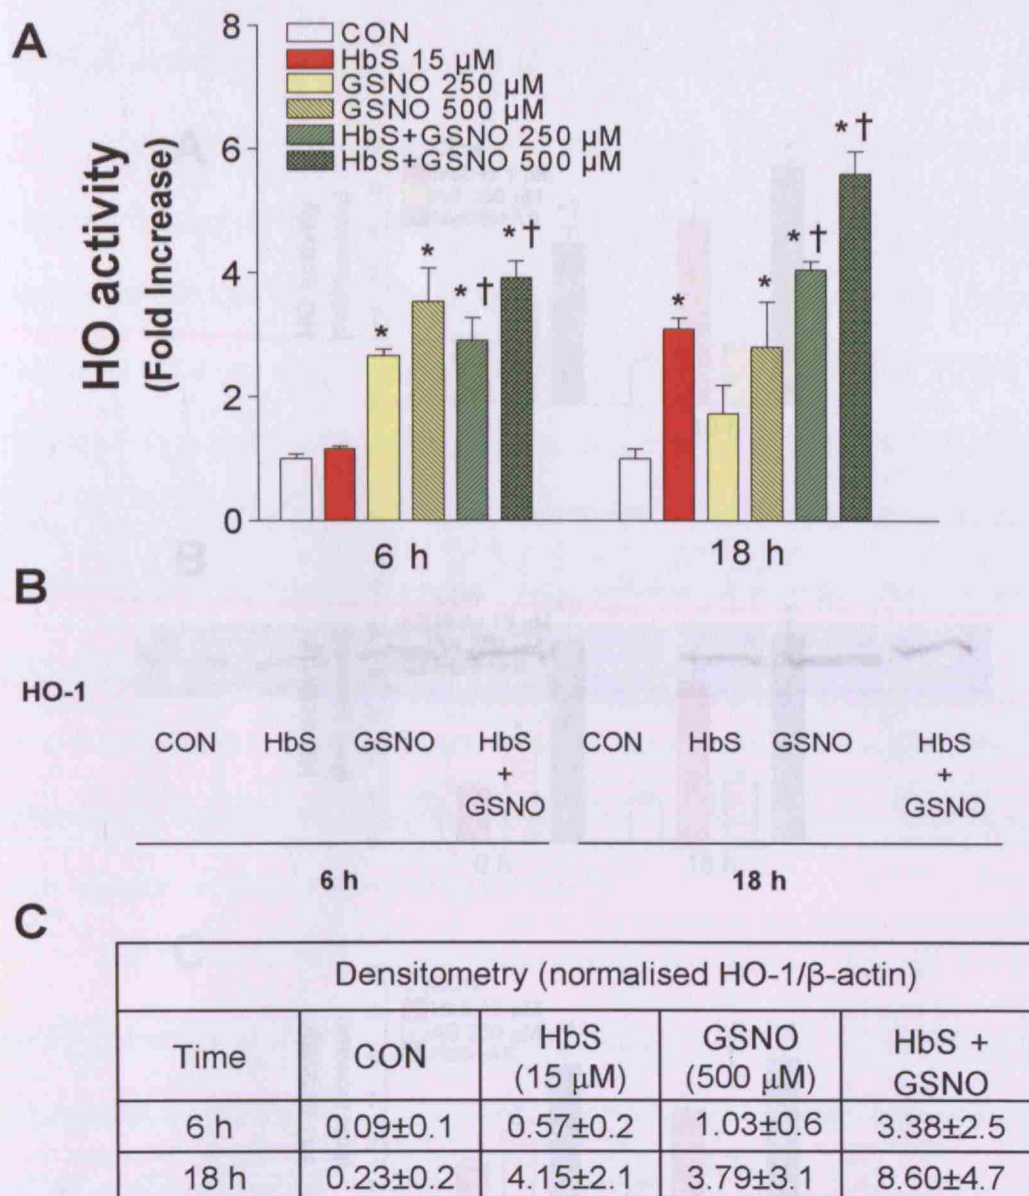 A
8
6
4
2
0
HO activity
(Fold Increase)
CON
HbS 15 µM
GSNO 250 µM
GSNO 500 µM
HbS+GSNO 250 µM
HbS+GSNO 500 µM
* * * † * †
* * * † * †
6 h 18 h
B
HO-1
CON HbS GSNO HbS + GSNO CON HbS GSNO HbS + GSNO
6 h 18 h
C
Densitometry (normalised HO-1/β-actin)
Time CON HbS (15 µM) GSNO (500 µM) HbS + GSNO
6 h 0.09±0.1 0.57±0.2 1.03±0.6 3.38±2.5
18 h 0.23±0.2 4.15±2.1 3.79±3.1 8.60±4.7